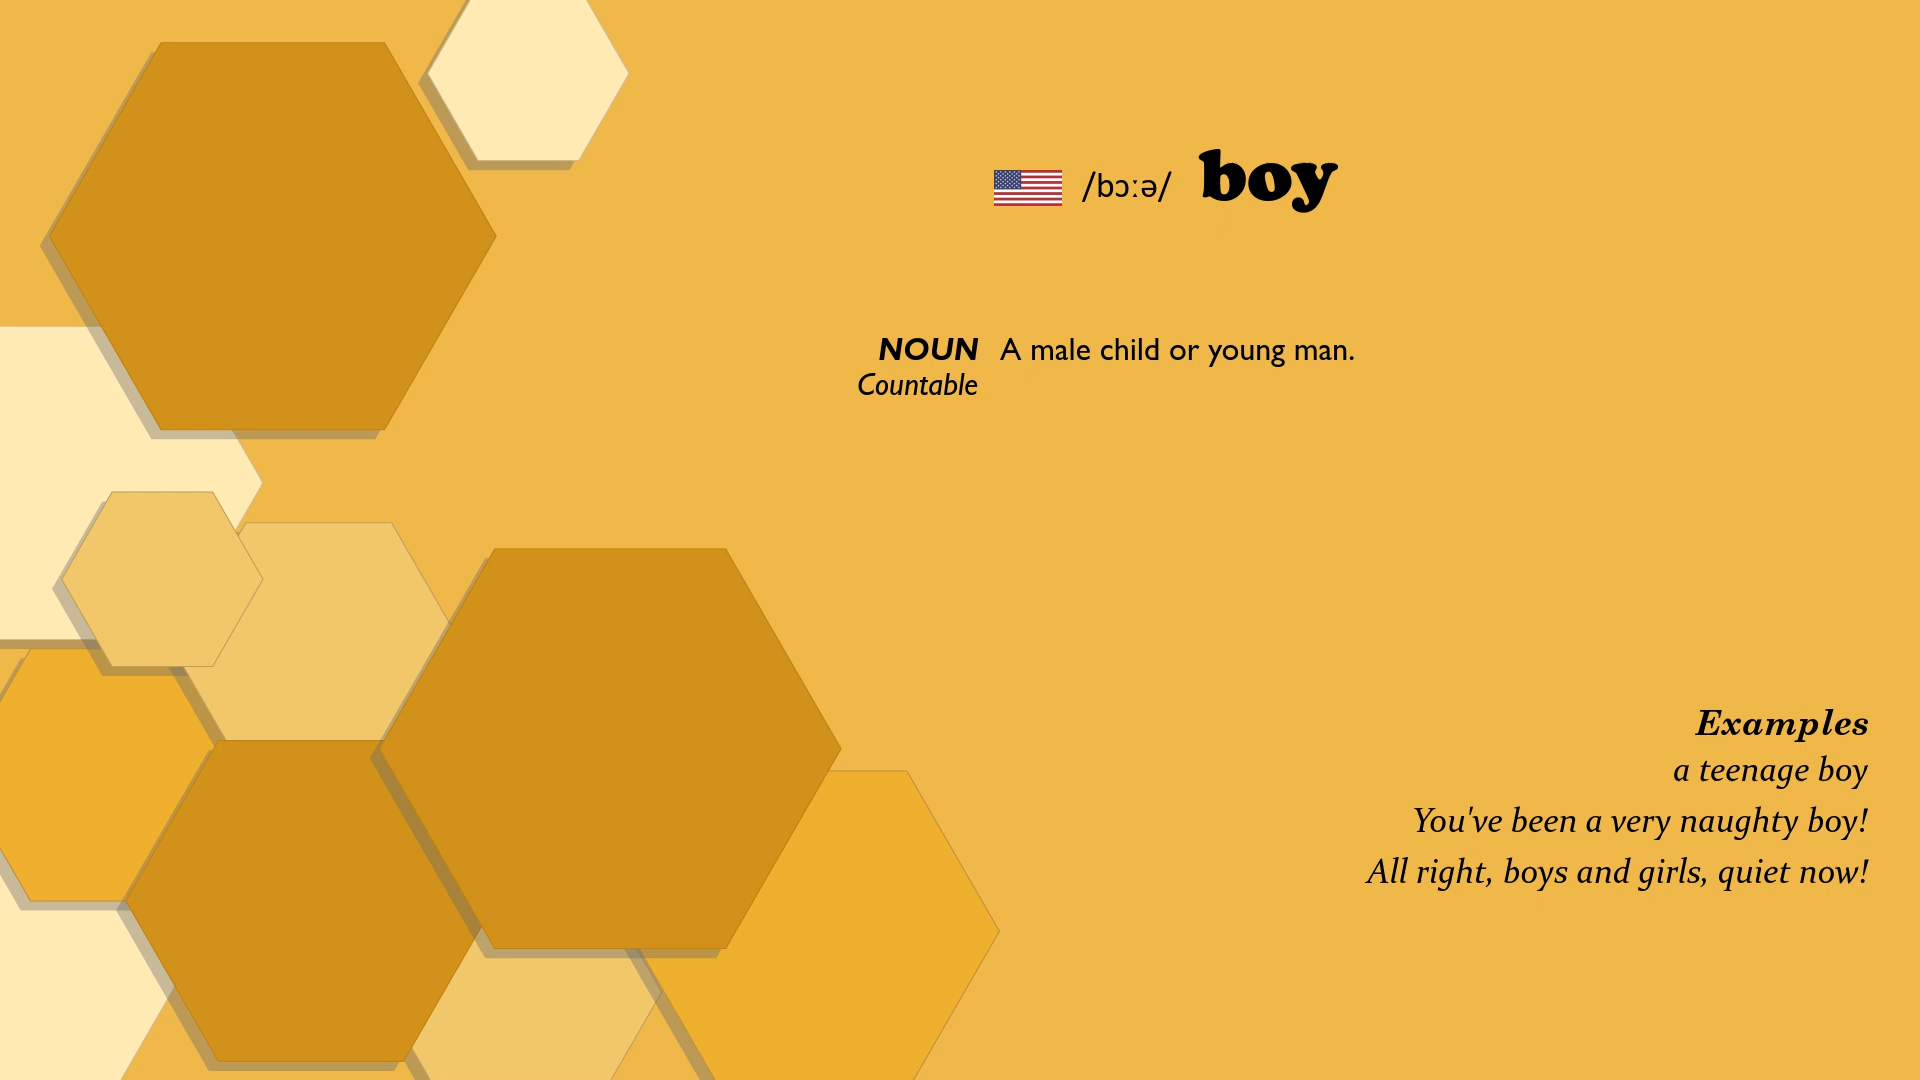 /bɔːə/ boy
NOUN A male child or young man.
Countable
Examples
a teenage boy
You've been a very naughty boy!
All right, boys and girls, quiet now!